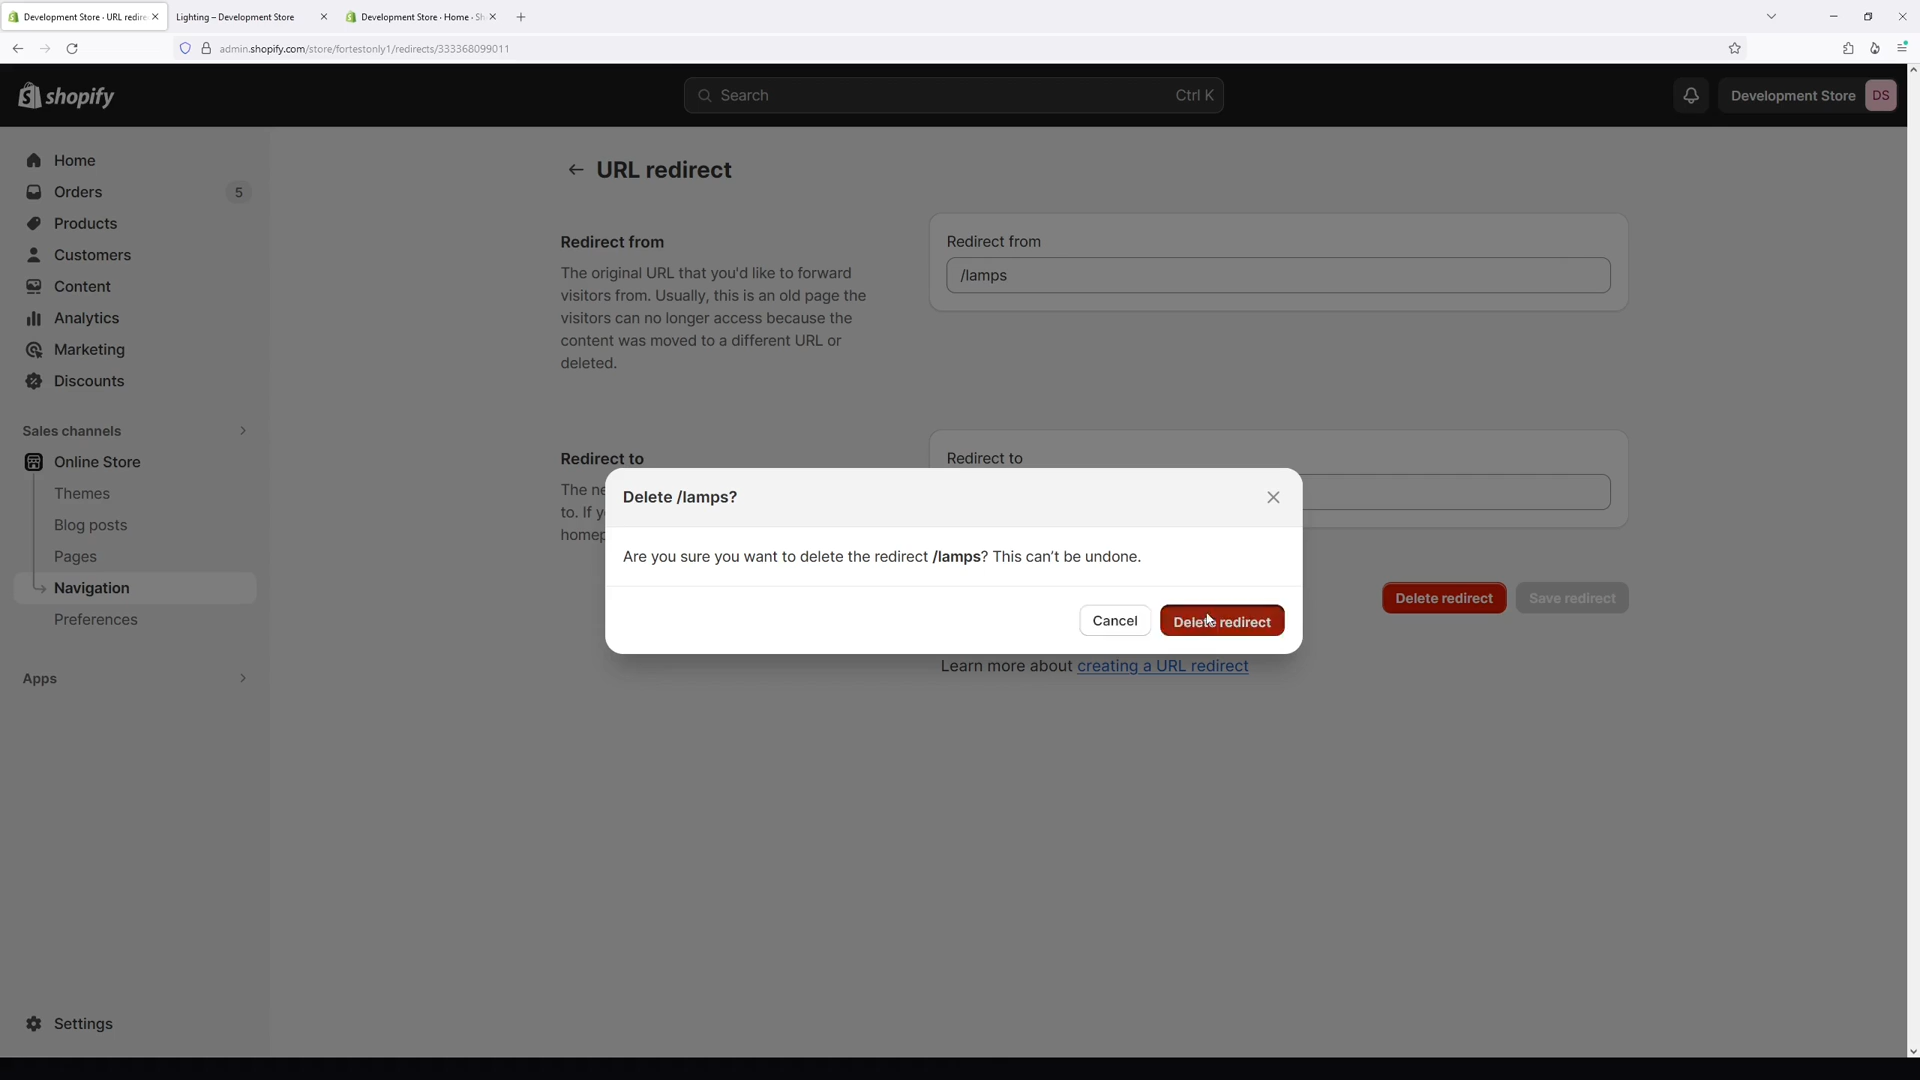 Development Store · URL redire
Lighting – Development Store
Development Store · Home · Sh
admin.shopify.com/store/fortestonly1/redirects/333368099011
shopify
Search
Ctrl K
Development Store
DS
Home
Orders
5
Products
Customers
Content
Analytics
Marketing
Discounts
Sales channels
Online Store
Themes
Blog posts
Pages
Navigation
Preferences
Apps
Settings
URL redirect
Redirect from
The original URL that you'd like to forward
visitors from. Usually, this is an old page the
visitors can no longer access because the
content was moved to a different URL or
deleted.
Redirect from
/lamps
Redirect to
The ne
to. If y
homep
Redirect to
Delete /lamps?
Are you sure you want to delete the redirect /lamps? This can’t be undone.
Cancel
Delete redirect
Delete redirect
Save redirect
Learn more about creating a URL redirect